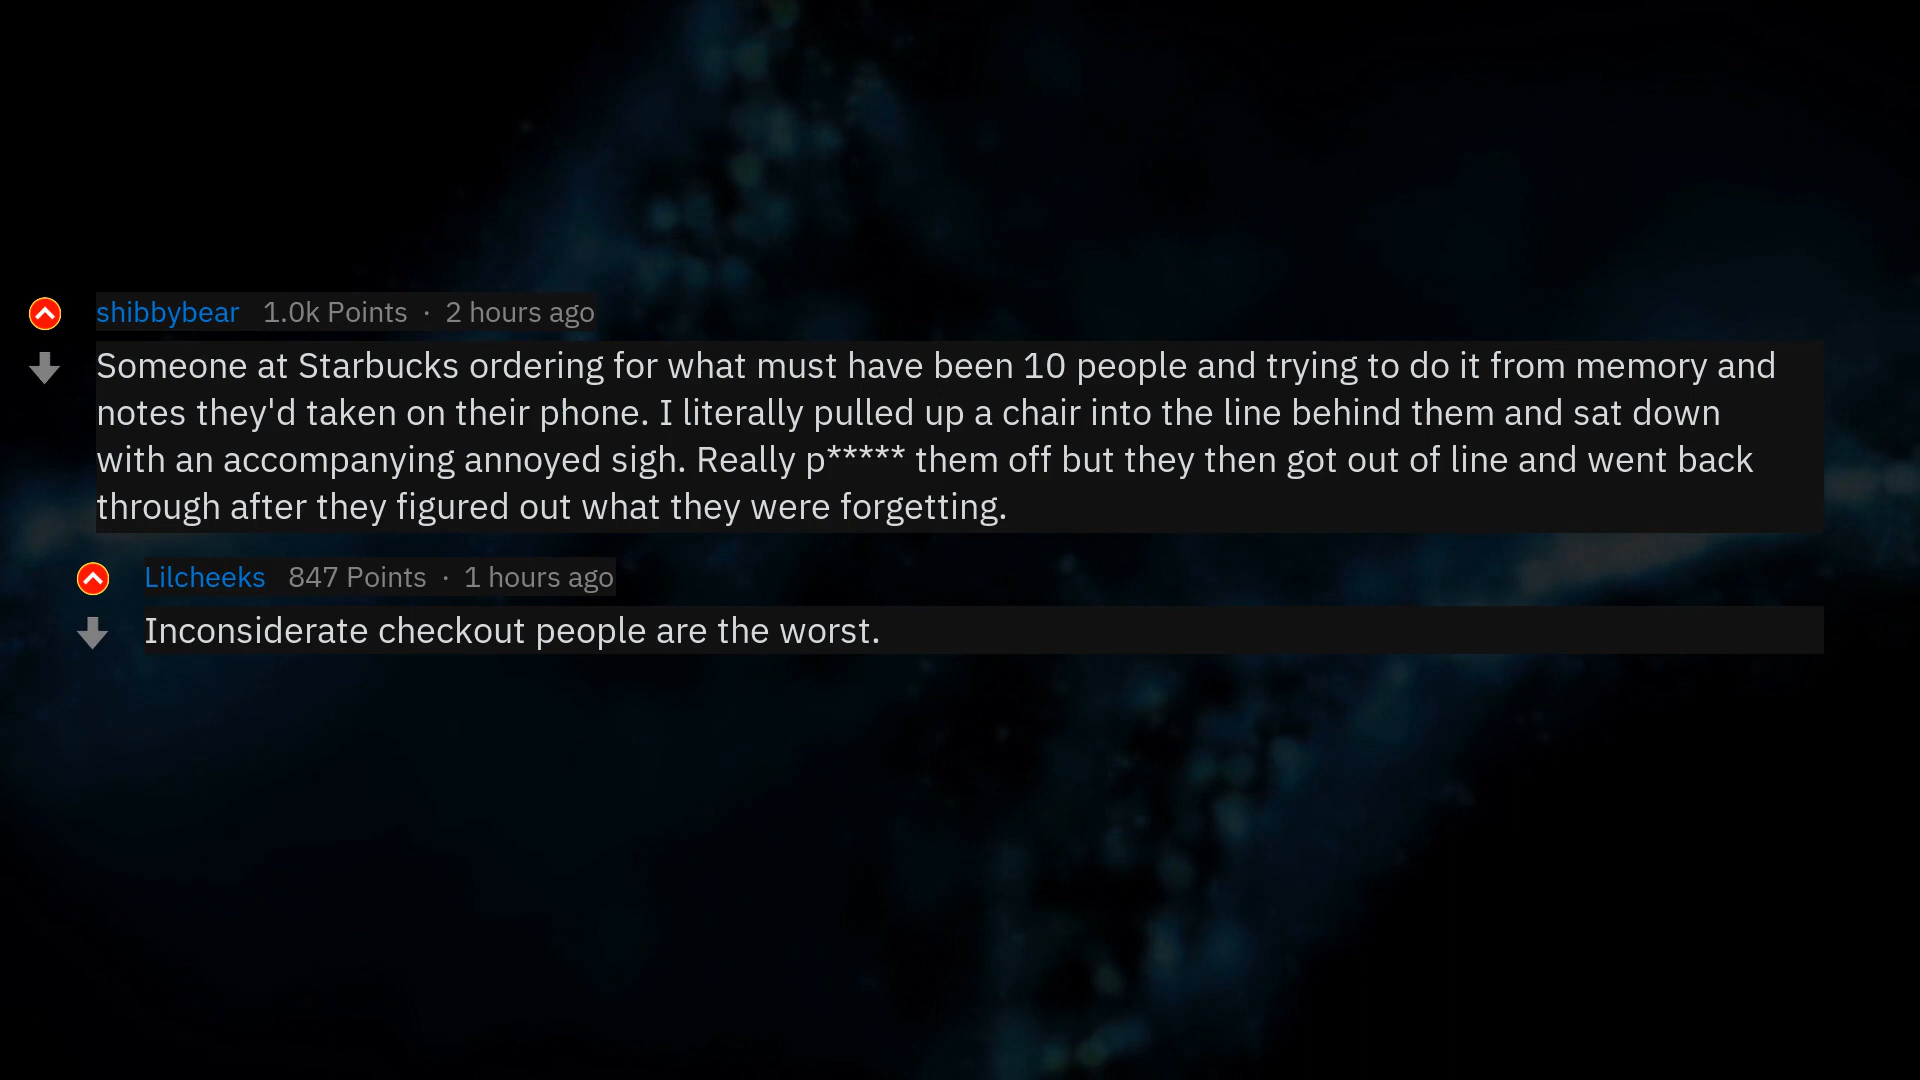 shibbybear 1.0k Points · 2 hours ago
Someone at Starbucks ordering for what must have been 10 people and trying to do it from memory and
notes they'd taken on their phone. I literally pulled up a chair into the line behind them and sat down
with an accompanying annoyed sigh. Really p***** them off but they then got out of line and went back
through after they figured out what they were forgetting.
Lilcheeks 847 Points · 1 hours ago
Inconsiderate checkout people are the worst.